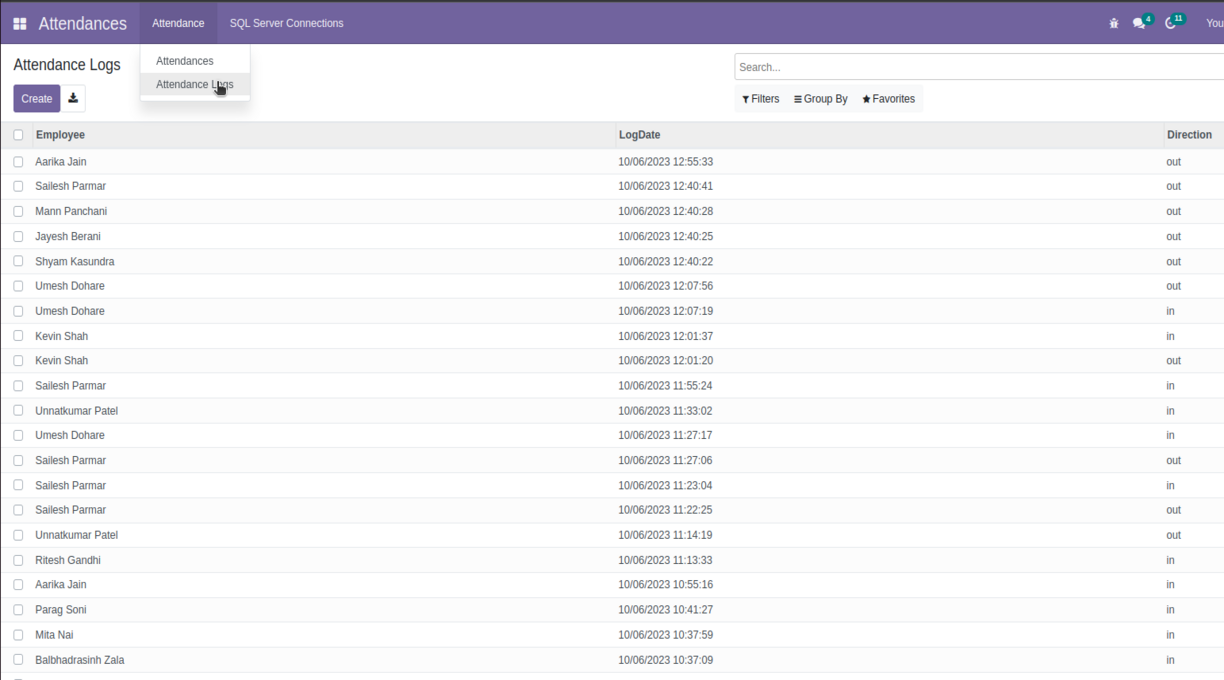 Attendances Attendance SQL Server Connections 4 11 You
Attendance Logs Attendances Search...
Attendance Logs
Create Filters Group By Favorites
Employee LogDate Direction
Aarika Jain 10/06/2023 12:55:33 out
Sailesh Parmar 10/06/2023 12:40:41 out
Mann Panchani 10/06/2023 12:40:28 out
Jayesh Berani 10/06/2023 12:40:25 out
Shyam Kasundra 10/06/2023 12:40:22 out
Umesh Dohare 10/06/2023 12:07:56 out
Umesh Dohare 10/06/2023 12:07:19 in
Kevin Shah 10/06/2023 12:01:37 in
Kevin Shah 10/06/2023 12:01:20 out
Sailesh Parmar 10/06/2023 11:55:24 in
Unnatkumar Patel 10/06/2023 11:33:02 in
Umesh Dohare 10/06/2023 11:27:17 in
Sailesh Parmar 10/06/2023 11:27:06 out
Sailesh Parmar 10/06/2023 11:23:04 in
Sailesh Parmar 10/06/2023 11:22:25 out
Unnatkumar Patel 10/06/2023 11:14:19 out
Ritesh Gandhi 10/06/2023 11:13:33 in
Aarika Jain 10/06/2023 10:55:16 in
Parag Soni 10/06/2023 10:41:27 in
Mita Nai 10/06/2023 10:37:59 in
Balbhadrasinh Zala 10/06/2023 10:37:09 in